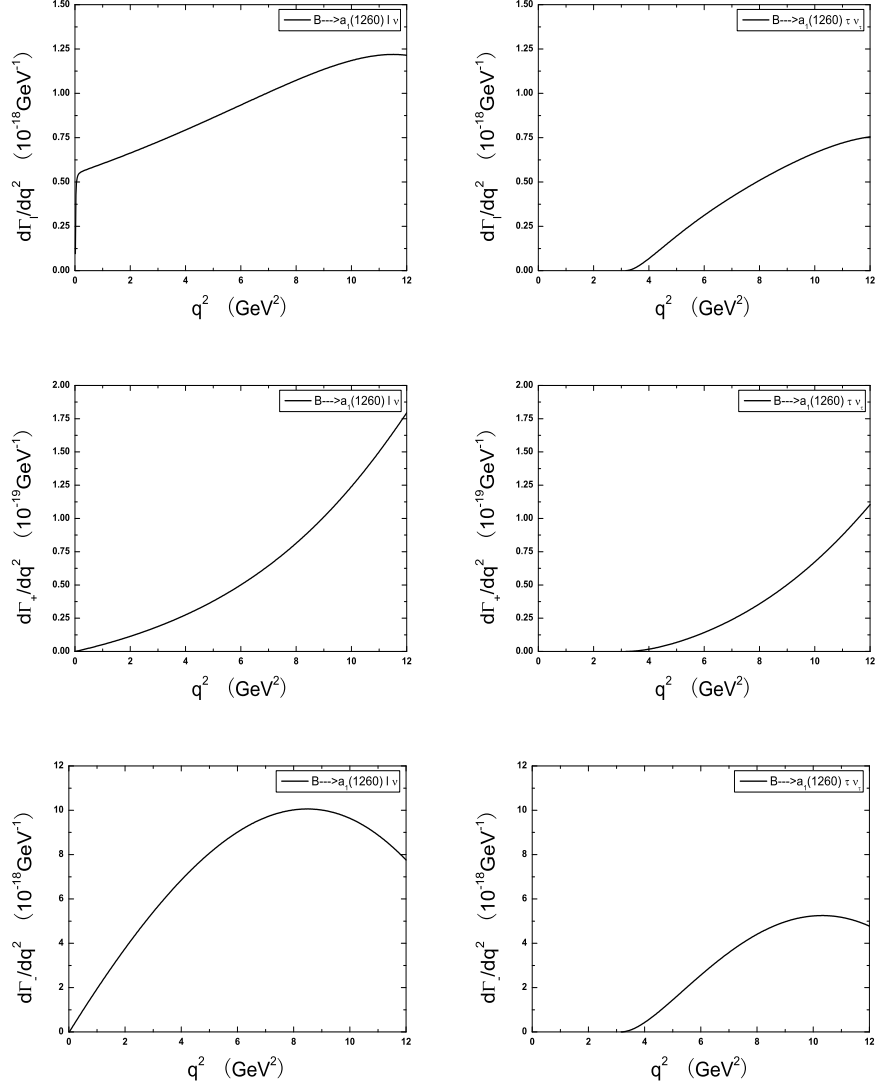 1.50
1.25
1.00
0.75
0.50
0.25
0.00
dΓl/dq² (10⁻¹⁸GeV⁻¹)
B--->a₁(1260) l ν
0 2 4 6 8 10 12
q² (GeV²)
1.50
1.25
1.00
0.75
0.50
0.25
0.00
dΓl/dq² (10⁻¹⁸GeV⁻¹)
B--->a₁(1260) τ ντ
0 2 4 6 8 10 12
q² (GeV²)
2.00
1.75
1.50
1.25
1.00
0.75
0.50
0.25
0.00
dΓ₊/dq² (10⁻¹⁹GeV⁻¹)
B--->a₁(1260) l ν
0 2 4 6 8 10 12
q² (GeV²)
2.00
1.75
1.50
1.25
1.00
0.75
0.50
0.25
0.00
dΓ₊/dq² (10⁻¹⁹GeV⁻¹)
B--->a₁(1260) τ ντ
0 2 4 6 8 10 12
q² (GeV²)
12
10
8
6
4
2
0
dΓ₋/dq² (10⁻¹⁸GeV⁻¹)
B--->a₁(1260) l ν
0 2 4 6 8 10 12
q² (GeV²)
12
10
8
6
4
2
0
dΓ₋/dq² (10⁻¹⁸GeV⁻¹)
B--->a₁(1260) τ ντ
0 2 4 6 8 10 12
q² (GeV²)